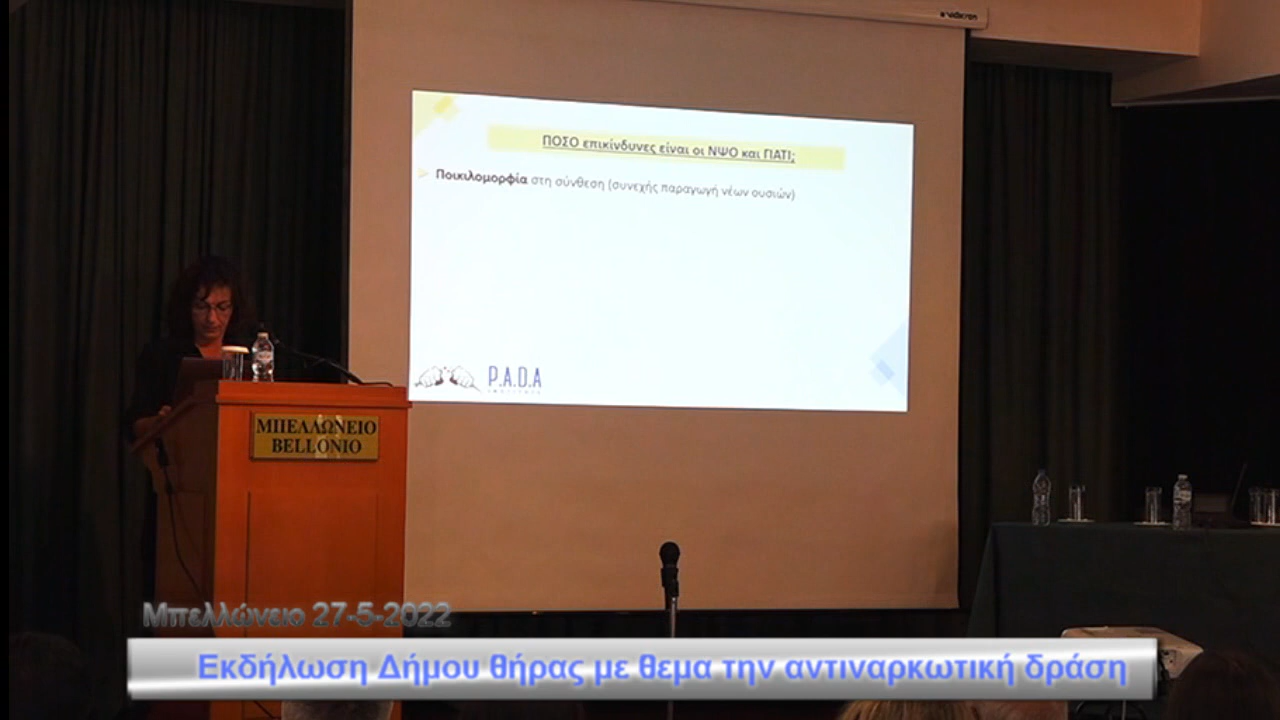 ΠΟΣΟ επικίνδυνες είναι οι ΝΨΟ και ΓΙΑΤΙ;
Ποικιλομορφία στη σύνθεση (συνεχής παραγωγή νέων ουσιών)
P.A.D.A
ΜΠΕΛΛΩΝΕΙΟ
BELLONIO
Μπελλώνειο 27-5-2022
Εκδήλωση Δήμου θήρας με θεμα την αντιναρκωτική δράση